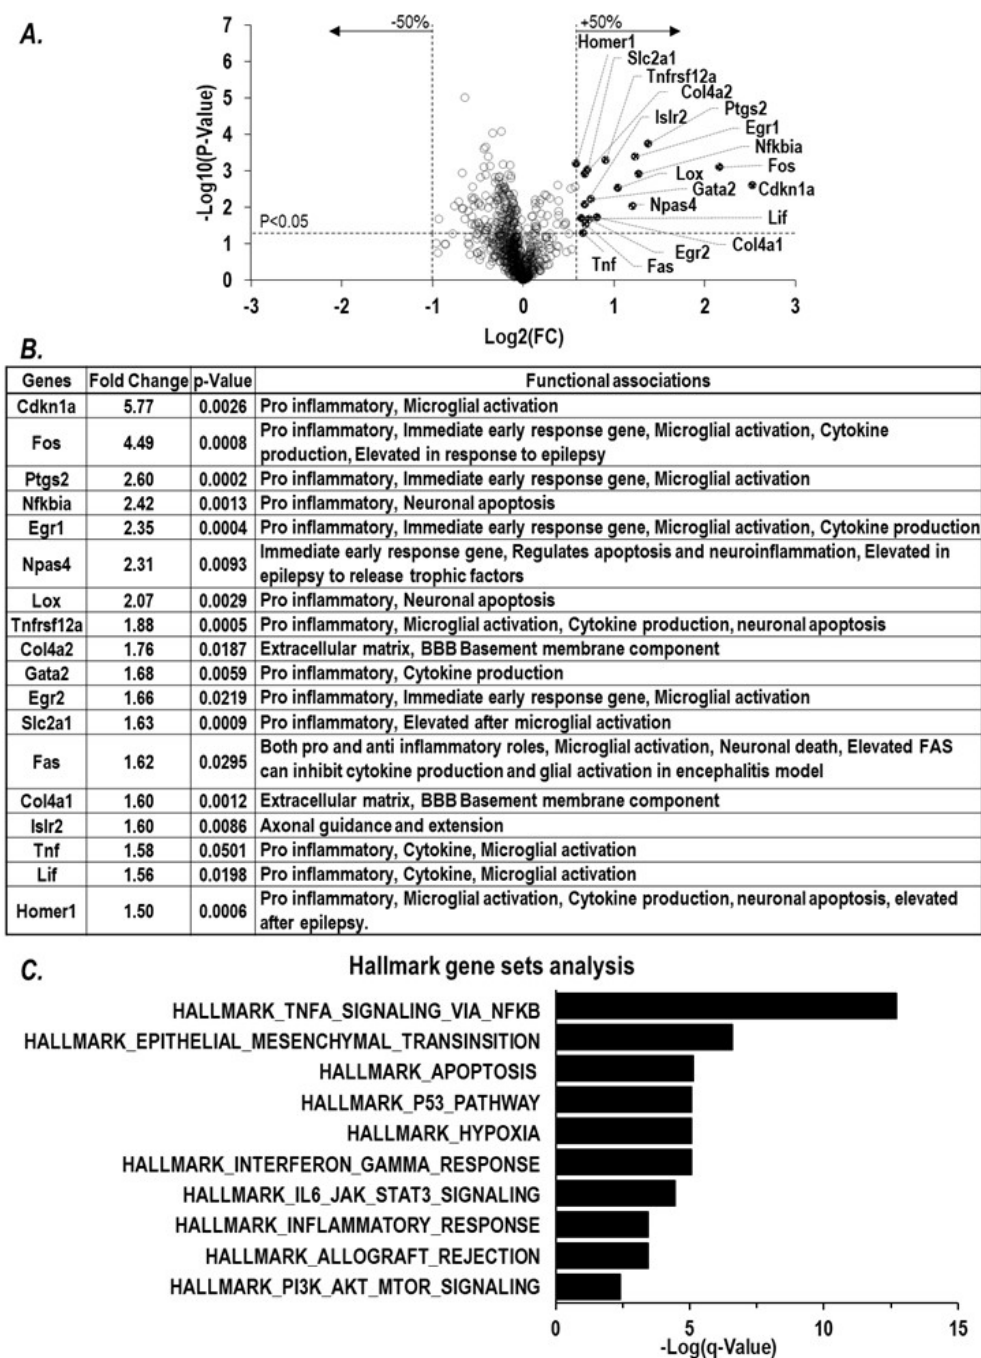 A.
-50%
+50%
7
6
5
4
3
2
1
0
-Log10(P-Value)
P<0.05
Homer1
Slc2a1
Tnfrsf12a
Col4a2
Islr2
Ptgs2
Egr1
Nfkbia
Lox
Fos
Gata2
Cdkn1a
Npas4
Lif
Col4a1
Egr2
Tnf
Fas
-3 -2 -1 0 1 2 3
Log2(FC)
B.
Genes Fold Change p-Value Functional associations
Cdkn1a 5.77 0.0026 Pro inflammatory, Microglial activation
Fos 4.49 0.0008 Pro inflammatory, Immediate early response gene, Microglial activation, Cytokine
production, Elevated in response to epilepsy
Ptgs2 2.60 0.0002 Pro inflammatory, Immediate early response gene, Microglial activation
Nfkbia 2.42 0.0013 Pro inflammatory, Neuronal apoptosis
Egr1 2.35 0.0004 Pro inflammatory, Immediate early response gene, Microglial activation, Cytokine production
Npas4 2.31 0.0093 Immediate early response gene, Regulates apoptosis and neuroinflammation, Elevated in
epilepsy to release trophic factors
Lox 2.07 0.0029 Pro inflammatory, Neuronal apoptosis
Tnfrsf12a 1.88 0.0005 Pro inflammatory, Microglial activation, Cytokine production, neuronal apoptosis
Col4a2 1.76 0.0187 Extracellular matrix, BBB Basement membrane component
Gata2 1.68 0.0059 Pro inflammatory, Cytokine production
Egr2 1.66 0.0219 Pro inflammatory, Immediate early response gene, Microglial activation
Slc2a1 1.63 0.0009 Pro inflammatory, Elevated after microglial activation
Fas 1.62 0.0295 Both pro and anti inflammatory roles, Microglial activation, Neuronal death, Elevated FAS
can inhibit cytokine production and glial activation in encephalitis model
Col4a1 1.60 0.0012 Extracellular matrix, BBB Basement membrane component
Islr2 1.60 0.0086 Axonal guidance and extension
Tnf 1.58 0.0501 Pro inflammatory, Cytokine, Microglial activation
Lif 1.56 0.0198 Pro inflammatory, Cytokine, Microglial activation
Homer1 1.50 0.0006 Pro inflammatory, Microglial activation, Cytokine production, neuronal apoptosis, elevated
after epilepsy.
C.
Hallmark gene sets analysis
HALLMARK_TNFA_SIGNALING_VIA_NFKB
HALLMARK_EPITHELIAL_MESENCHYMAL_TRANSINSITION
HALLMARK_APOPTOSIS
HALLMARK_P53_PATHWAY
HALLMARK_HYPOXIA
HALLMARK_INTERFERON_GAMMA_RESPONSE
HALLMARK_IL6_JAK_STAT3_SIGNALING
HALLMARK_INFLAMMATORY_RESPONSE
HALLMARK_ALLOGRAFT_REJECTION
HALLMARK_PI3K_AKT_MTOR_SIGNALING
0 5 10 15
-Log(q-Value)